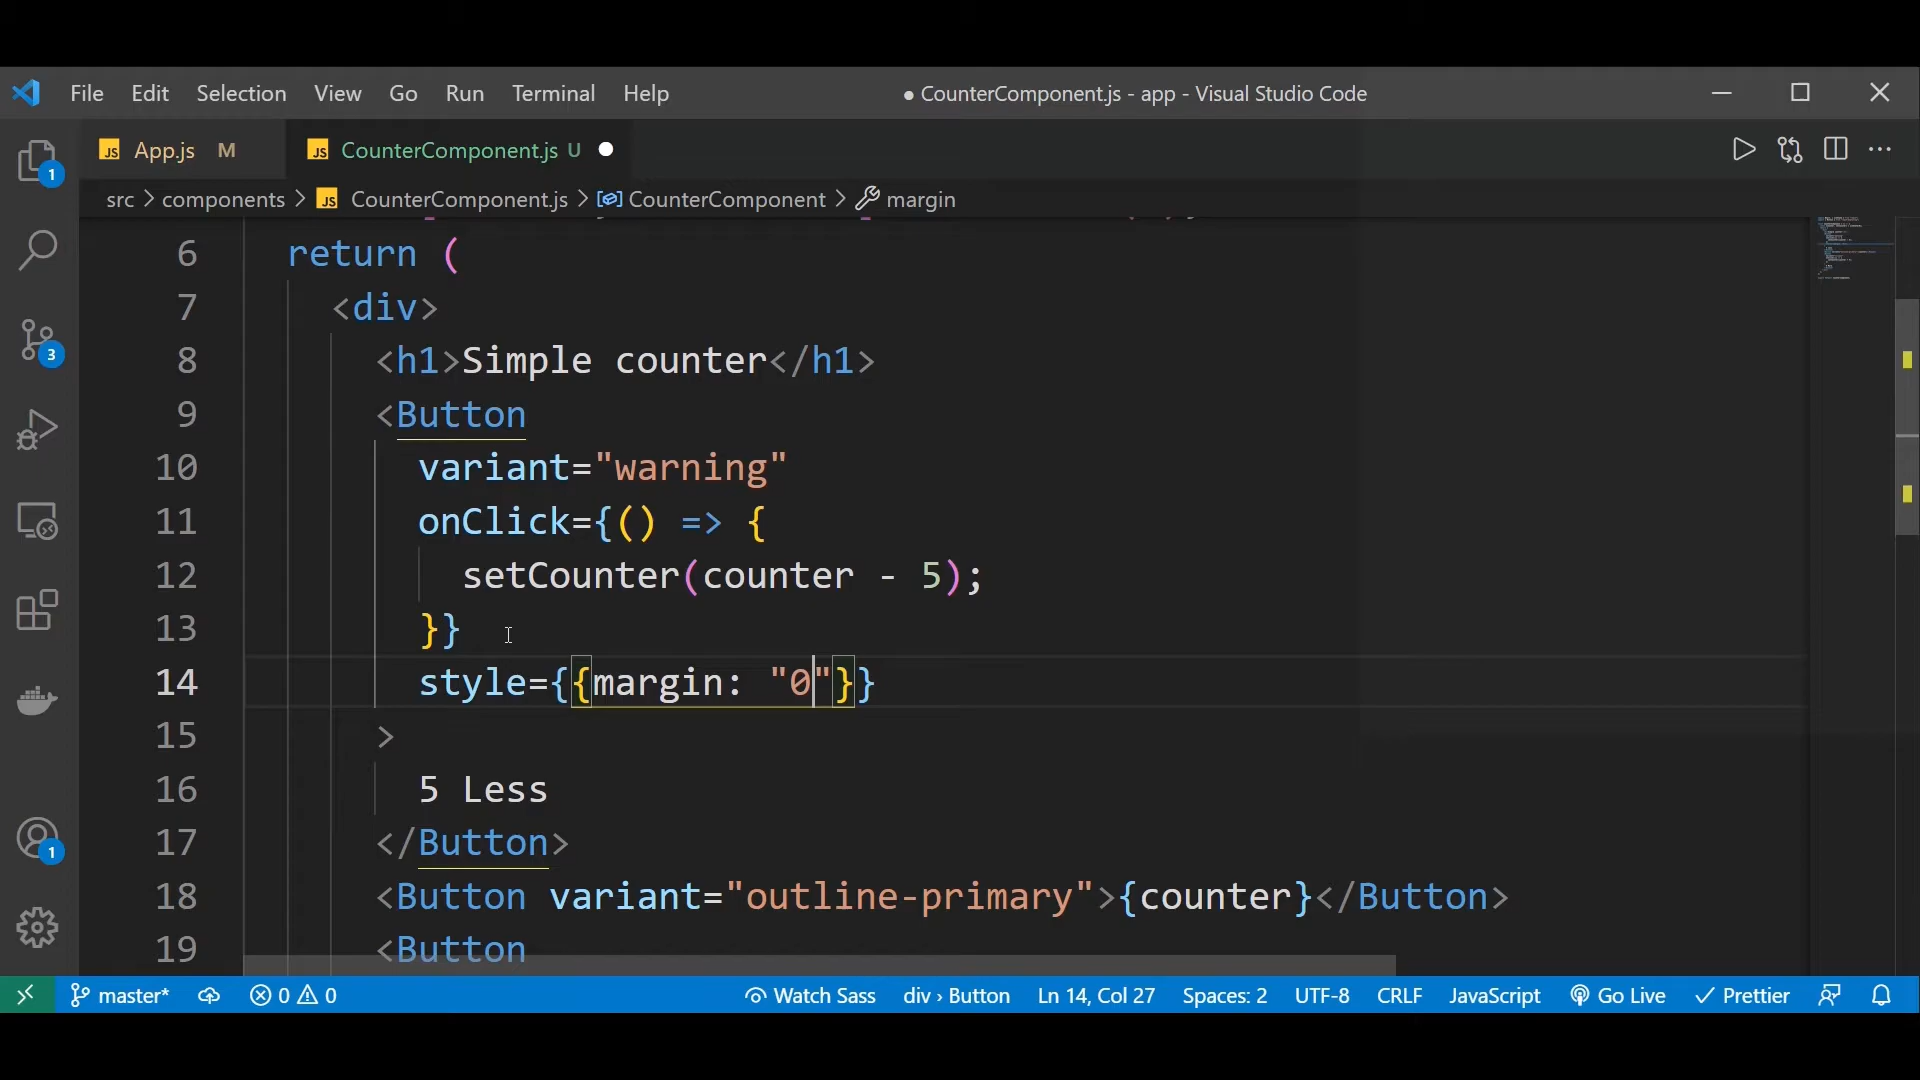 File Edit Selection View Go Run Terminal Help ● CounterComponent.js - app - Visual Studio Code
JS App.js M JS CounterComponent.js U
src > components > JS CounterComponent.js > CounterComponent > margin
6 return (
7 <div>
8 <h1>Simple counter</h1>
9 <Button
10 variant="warning"
11 onClick={() => {
12 setCounter(counter - 5);
13 }}
14 style={{margin: "0"}}
15 >
16 5 Less
17 </Button>
18 <Button variant="outline-primary">{counter}</Button>
19 <Button
1
3
1
master* 0 0 Watch Sass div › Button Ln 14, Col 27 Spaces: 2 UTF-8 CRLF JavaScript Go Live Prettier